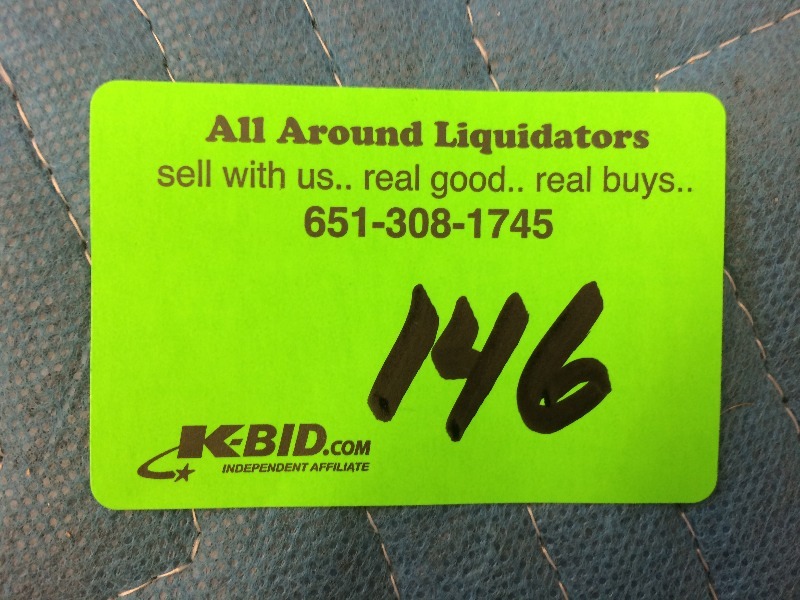 All Around Liquidators
sell with us.. real good.. real buys..
651-308-1745
146
K-BID.COM
INDEPENDENT AFFILIATE